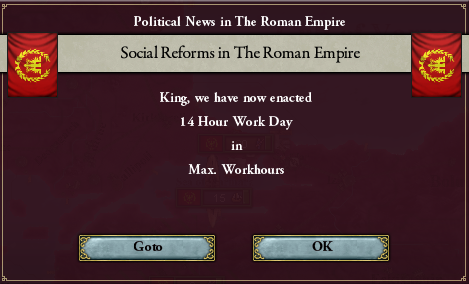 Political News in The Roman Empire
Social Reforms in The Roman Empire
King, we have now enacted
14 Hour Work Day
in
Max. Workhours
Goto
OK